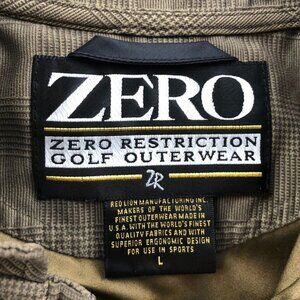 ZERO
ZERO RESTRICTION
GOLF OUTERWEAR
ZR
RED LION MANUFACTURING INC.
MAKERS OF THE WORLD'S
FINEST OUTERWEAR MADE IN
U.S.A. WITH THE WORLD'S FINEST
QUALITY FABRICS AND WITH
SUPERIOR ERGONOMIC DESIGN
FOR USE IN SPORTS
L